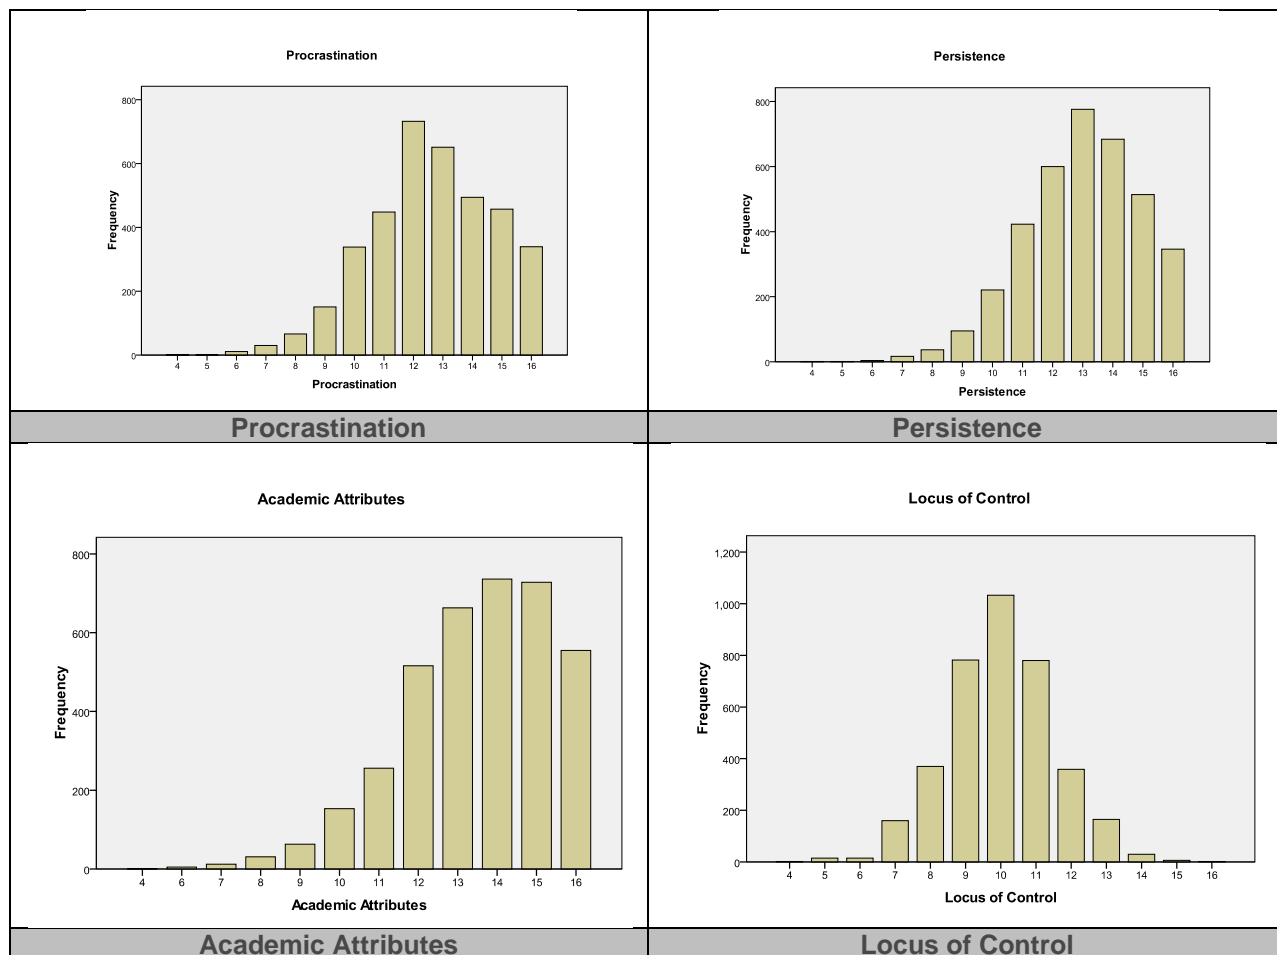 Procrastination
800
600
400
200
0
Frequency
4 5 6 7 8 9 10 11 12 13 14 15 16
Procrastination
Procrastination
Persistence
800
600
400
200
0
Frequency
4 5 6 7 8 9 10 11 12 13 14 15 16
Persistence
Persistence
Academic Attributes
800
600
400
200
0
Frequency
4 6 7 8 9 10 11 12 13 14 15 16
Academic Attributes
Academic Attributes
Locus of Control
1,200
1,000
800
600
400
200
0
Frequency
4 5 6 7 8 9 10 11 12 13 14 15 16
Locus of Control
Locus of Control